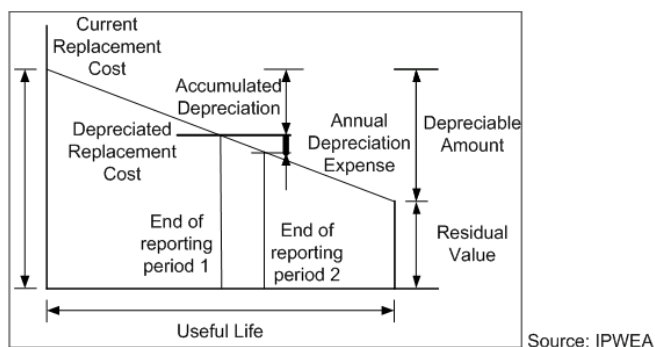 Current
Replacement
Cost
Accumulated
Depreciation
Annual
Depreciation
Expense
Depreciable
Amount
Depreciated
Replacement
Cost
End of
reporting
period 1
End of
reporting
period 2
Residual
Value
Useful Life
Source: IPWEA